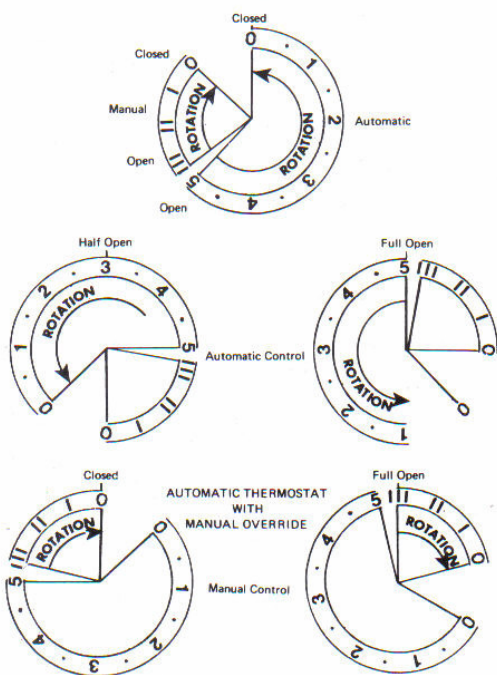 Closed
0
Closed
0
1
I
Manual
II
ROTATION
ROTATION
2
Automatic
Open
III
3
5
4
Open
Half Open
3
2
4
ROTATION
1
5
Automatic Control
III
0
II
I
0
Full Open
5
III
4
II
I
3
0
ROTATION
2
1
0
Closed
0
I
II
ROTATION
III
5
0
1
4
2
3
AUTOMATIC THERMOSTAT
WITH
MANUAL OVERRIDE
Manual Control
Full Open
5
III
II
4
I
ROTATION
0
3
0
2
1